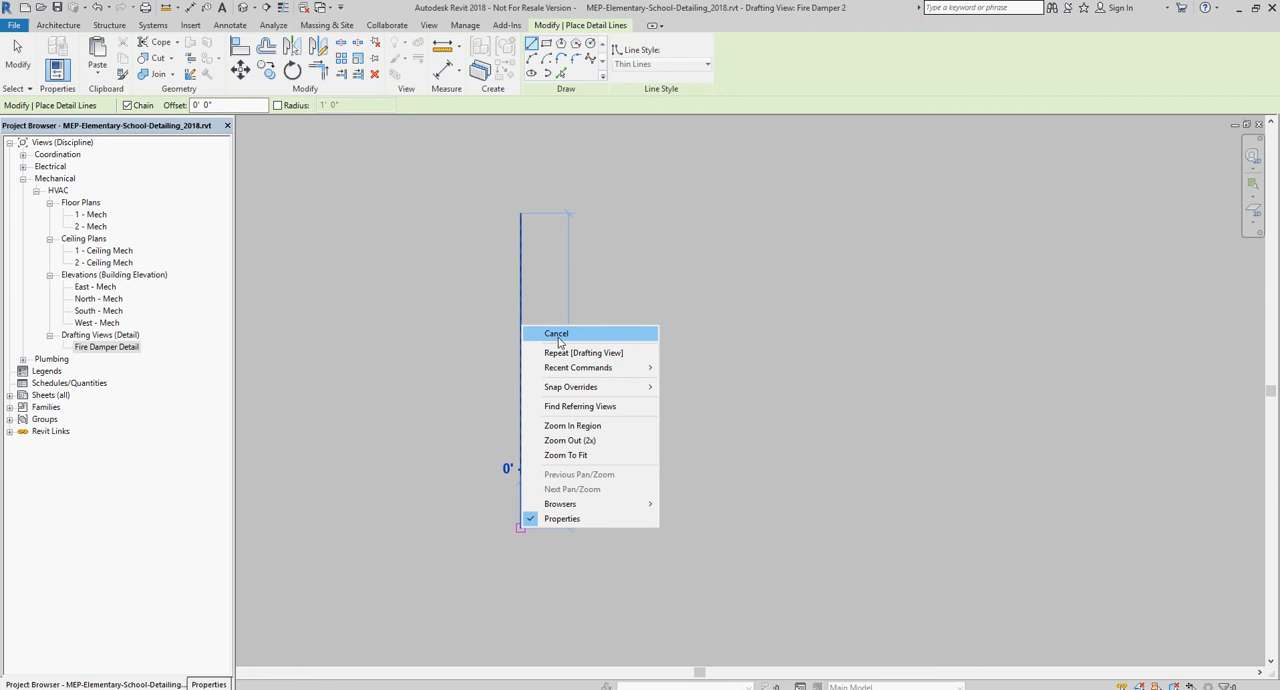 Autodesk Revit 2018 - Not For Resale Version - MEP-Elementary-School-Detailing_2018.rvt - Drafting View: Fire Damper 2
Type a keyword or phrase
Sign In
File Architecture Structure Systems Insert Annotate Analyze Massing & Site Collaborate View Manage Add-Ins Modify | Place Detail Lines
Modify
Paste
Cope
Cut
Join
Line Style:
Thin Lines
Select Properties Clipboard Geometry Modify View Measure Create Draw Line Style
Modify | Place Detail Lines Chain Offset: 0' 0" Radius: 1' 0"
Project Browser - MEP-Elementary-School-Detailing_2018.rvt
Views (Discipline)
Coordination
Electrical
Mechanical
HVAC
Floor Plans
1 - Mech
2 - Mech
Ceiling Plans
1 - Ceiling Mech
2 - Ceiling Mech
Elevations (Building Elevation)
East - Mech
North - Mech
South - Mech
West - Mech
Drafting Views (Detail)
Fire Damper Detail
Plumbing
Legends
Schedules/Quantities
Sheets (all)
Families
Groups
Revit Links
Cancel
Repeat [Drafting View]
Recent Commands
Snap Overrides
Find Referring Views
Zoom In Region
Zoom Out (2x)
Zoom To Fit
Previous Pan/Zoom
Next Pan/Zoom
Browsers
Properties
0' -
Project Browser - MEP-Elementary-School-Detailing... Properties
:0
Main Model
:0